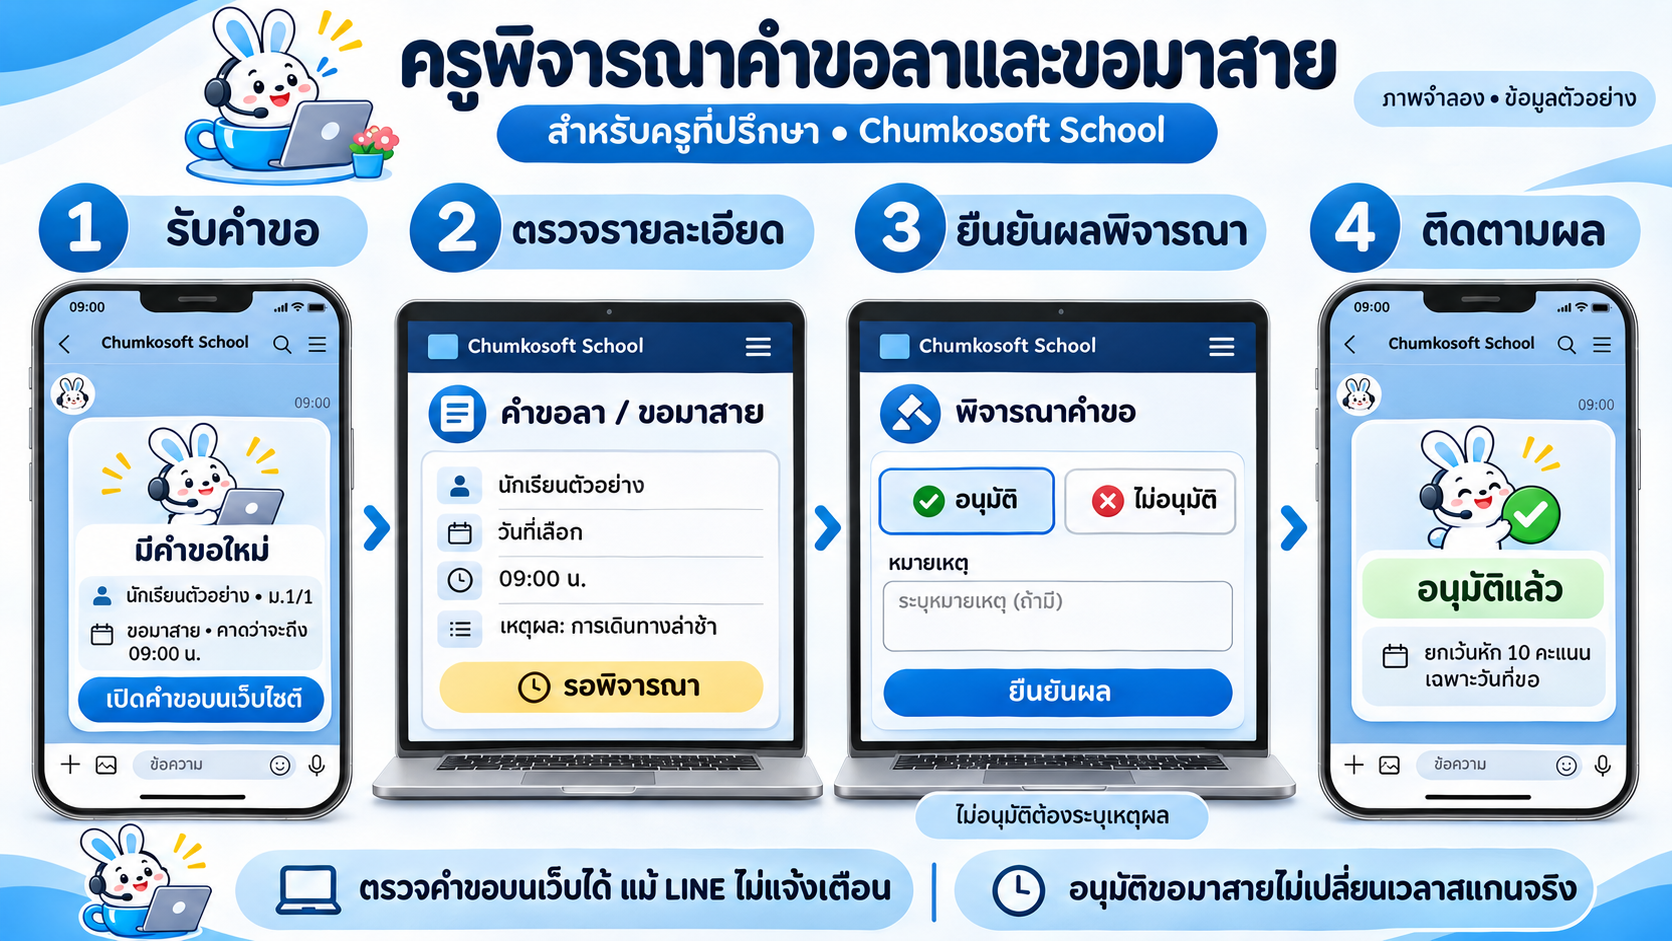 ครูพิจารณาคำขอลาและขอมาสาย
สำหรับครูที่ปรึกษา • Chumkosoft School
ภาพจำลอง • ข้อมูลตัวอย่าง
1 รับคำขอ
09:00
Chumkosoft School
09:00
มีคำขอใหม่
นักเรียนตัวอย่าง • ม.1/1
ขอมาสาย • คาดว่าจะถึง
09:00 น.
เปิดคำขอบนเว็บไซต์
ข้อความ
2 ตรวจรายละเอียด
Chumkosoft School
คำขอลา / ขอมาสาย
นักเรียนตัวอย่าง
วันที่เลือก
09:00 น.
เหตุผล: การเดินทางล่าช้า
รอพิจารณา
3 ยืนยันผลพิจารณา
Chumkosoft School
พิจารณาคำขอ
อนุมัติ
ไม่อนุมัติ
หมายเหตุ
ระบุหมายเหตุ (ถ้ามี)
ยืนยันผล
ไม่อนุมัติต้องระบุเหตุผล
4 ติดตามผล
09:00
Chumkosoft School
09:00
อนุมัติแล้ว
ยกเว้นหัก 10 คะแนน
เฉพาะวันที่ขอ
ข้อความ
ตรวจคำขอบนเว็บได้ แม้ LINE ไม่แจ้งเตือน
อนุมัติขอมาสายไม่เปลี่ยนเวลาสแกนจริง